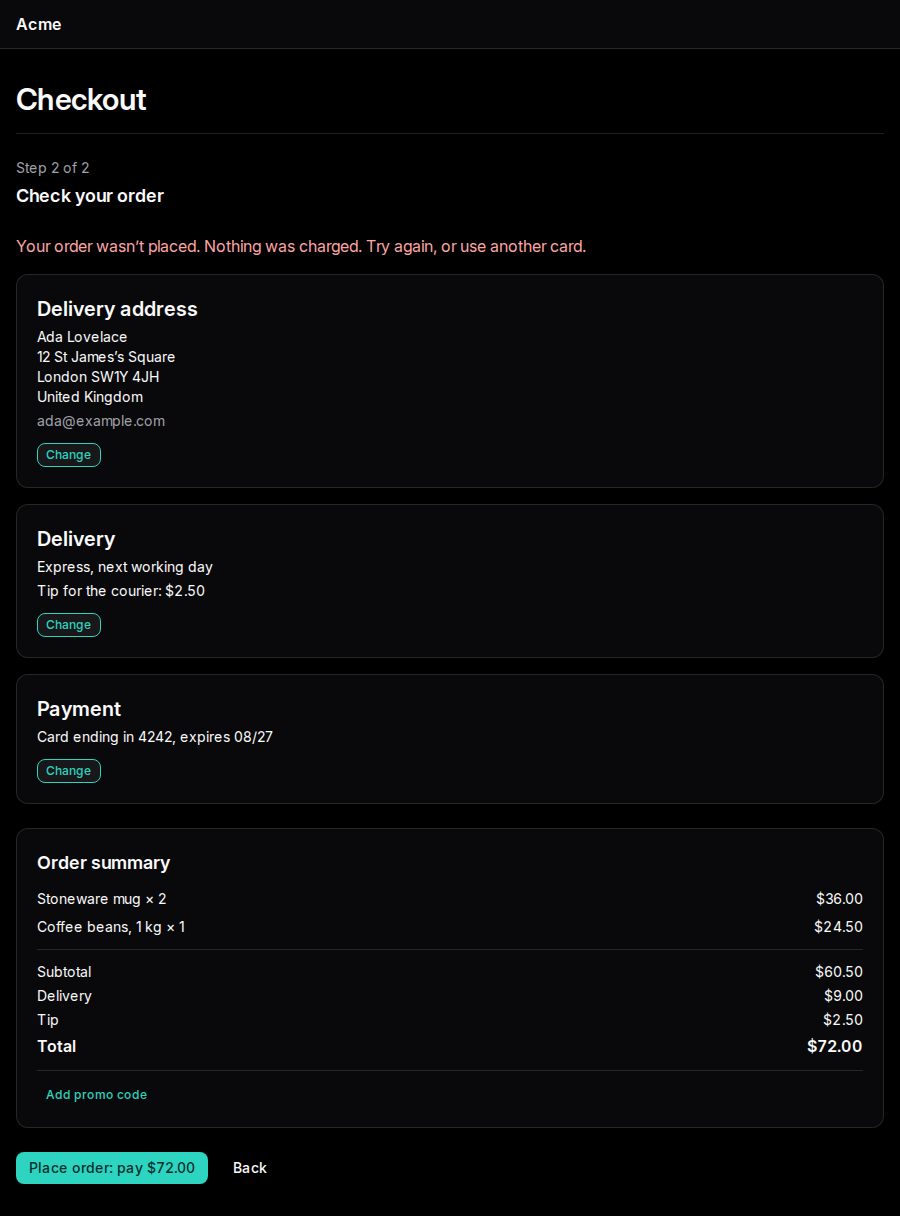 Acme
Checkout
Step 2 of 2
Check your order
Your order wasn’t placed. Nothing was charged. Try again, or use another card.
Delivery address
Ada Lovelace
12 St James’s Square
London SW1Y 4JH
United Kingdom
ada@example.com
Change
Delivery
Express, next working day
Tip for the courier: $2.50
Change
Payment
Card ending in 4242, expires 08/27
Change
Order summary
Stoneware mug × 2 $36.00
Coffee beans, 1 kg × 1 $24.50
Subtotal $60.50
Delivery $9.00
Tip $2.50
Total $72.00
Add promo code
Place order: pay $72.00 Back